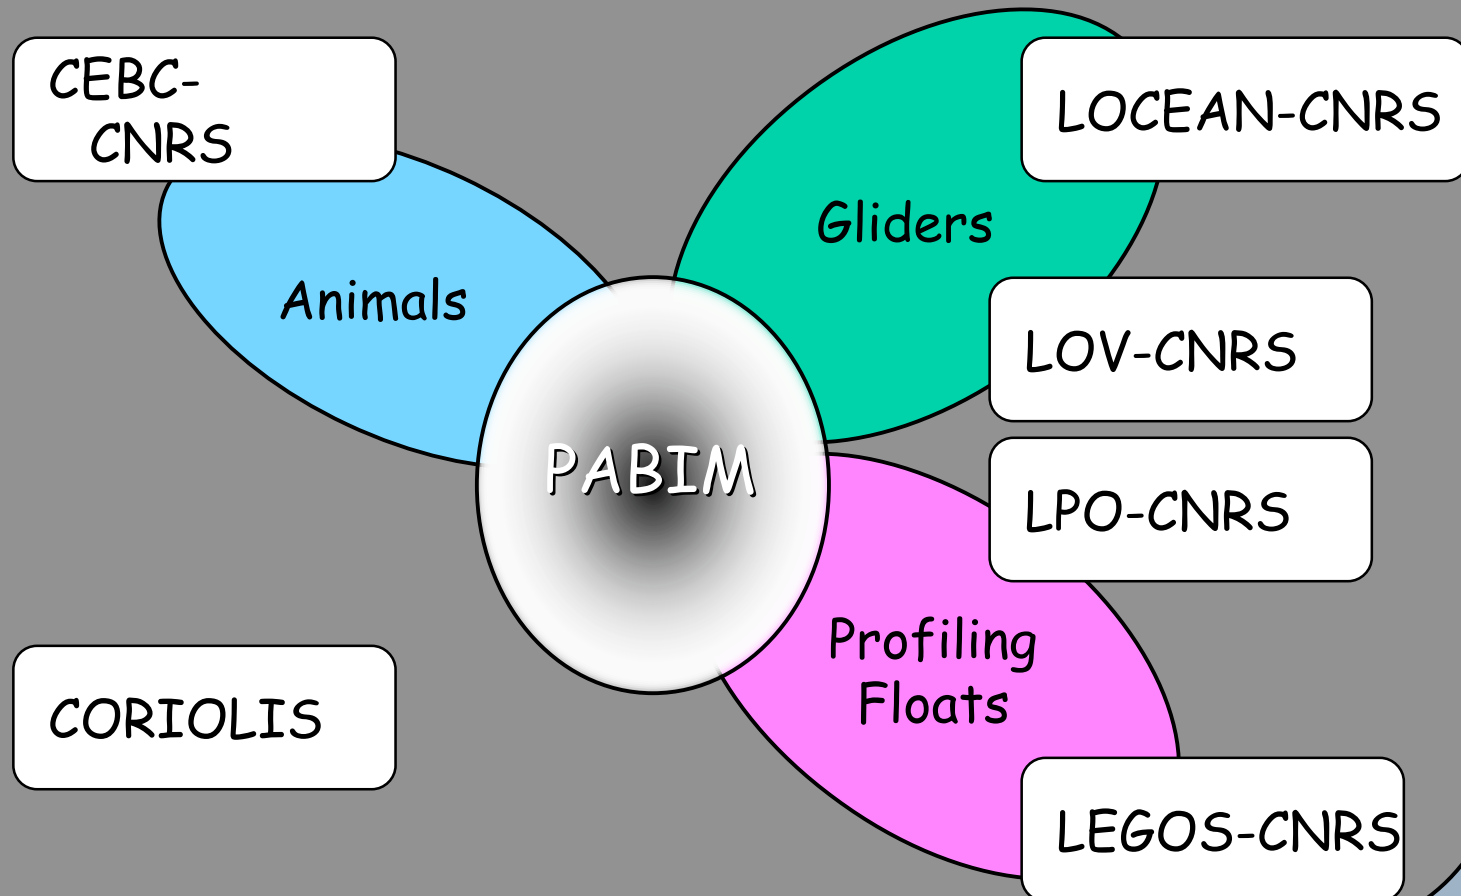 CEBC-
CNRS
LOCEAN-CNRS
Gliders
Animals
LOV-CNRS
PABIM
LPO-CNRS
Profiling
Floats
CORIOLIS
LEGOS-CNRS